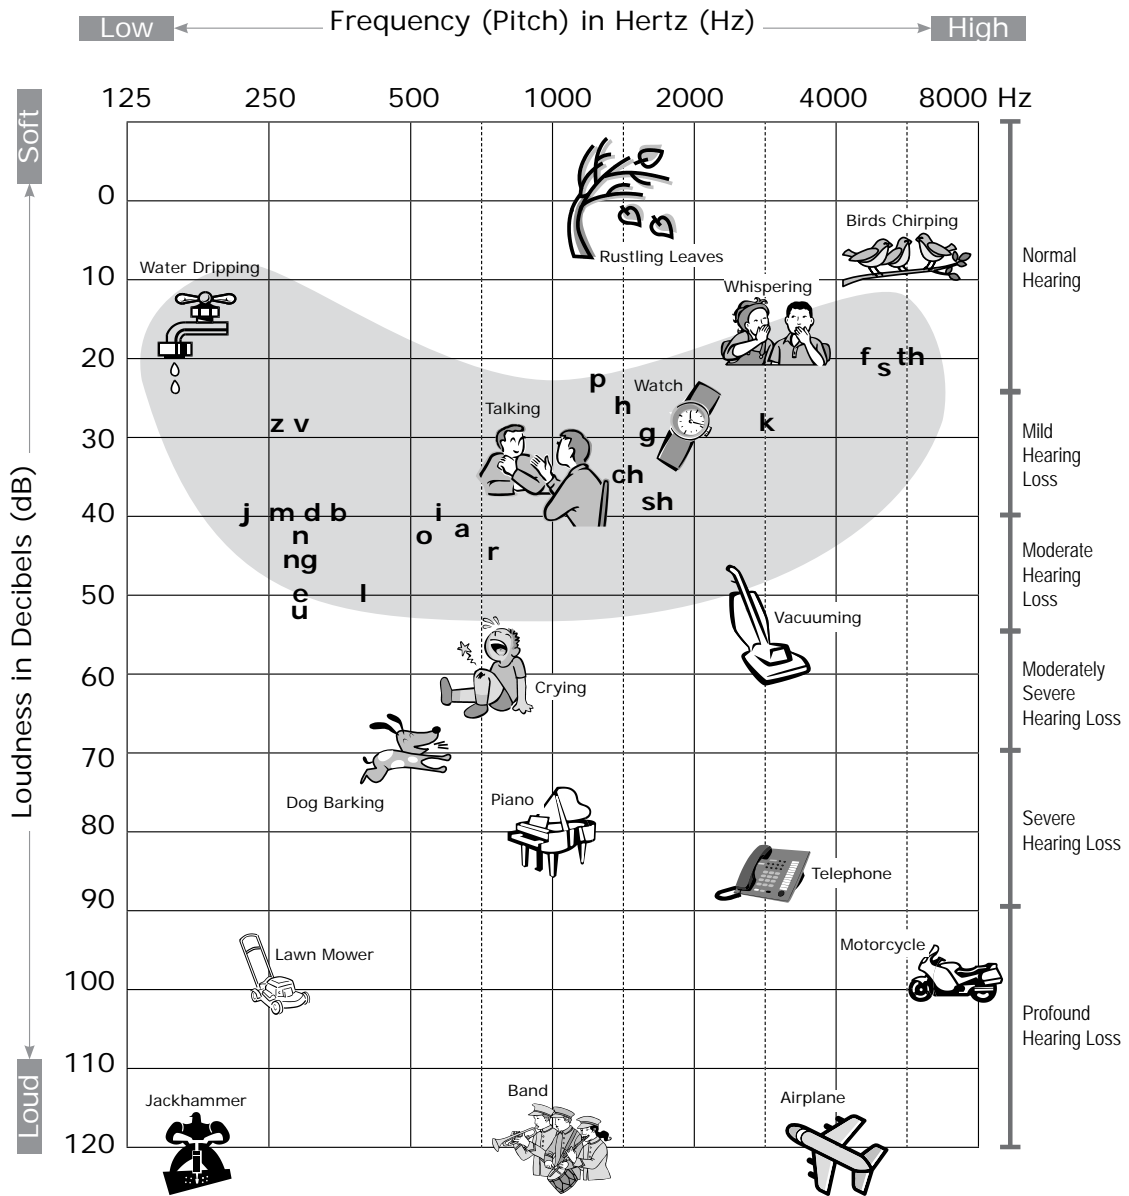 Low
Frequency (Pitch) in Hertz (Hz)
High
125 250 500 1000 2000 4000 8000 Hz
Soft
Loudness in Decibels (dB)
Loud
0
10
20
30
40
50
60
70
80
90
100
110
120
Rustling Leaves
Birds Chirping
Water Dripping
Whispering
f s th
p
Watch
h
Talking
z v
g
k
ch
sh
j m d b
i
n
o
a
ng
r
e
l
u
Vacuuming
Crying
Dog Barking
Piano
Telephone
Lawn Mower
Motorcycle
Jackhammer
Band
Airplane
Normal
Hearing
Mild
Hearing
Loss
Moderate
Hearing
Loss
Moderately
Severe
Hearing Loss
Severe
Hearing Loss
Profound
Hearing Loss